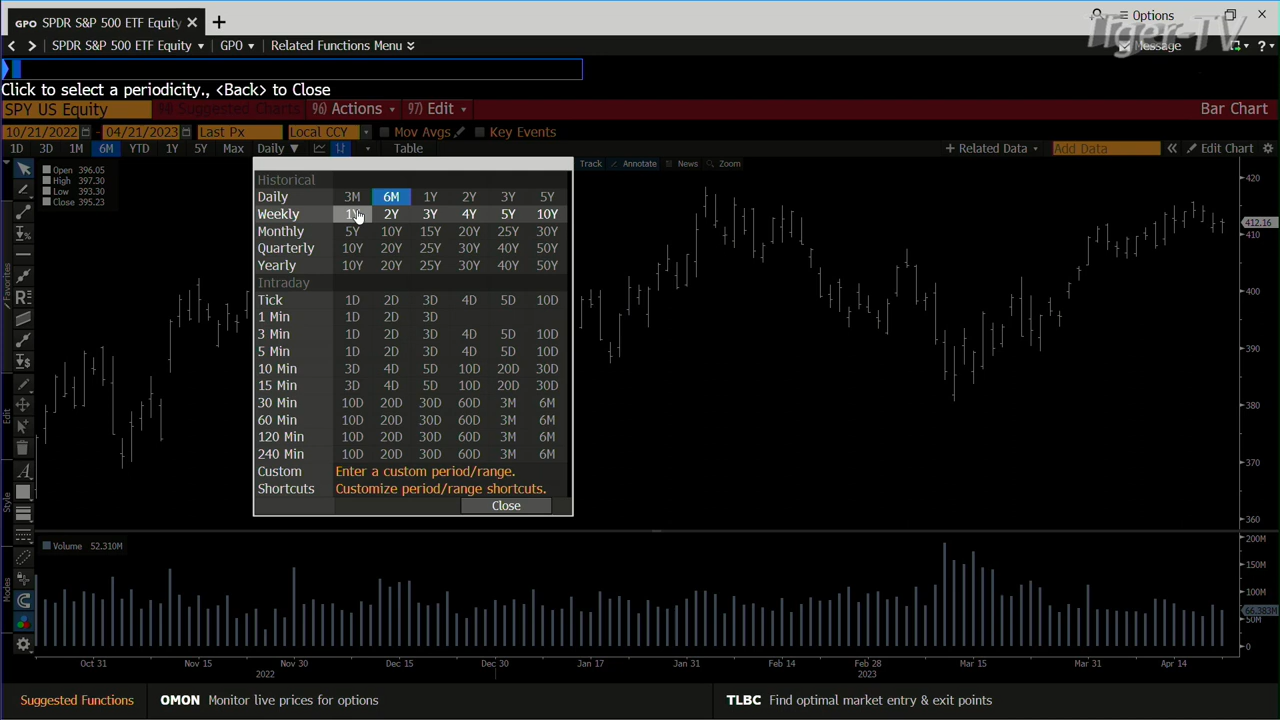 GPO SPDR S&P 500 ETF Equity
Options
Tiger-TV
SPDR S&P 500 ETF Equity GPO Related Functions Menu
Message
Click to select a periodicity., <Back> to Close
SPY US Equity 98) Suggested Charts 96) Actions 97) Edit Bar Chart
10/21/2022 - 04/21/2023 Last Px Local CCY Mov Avgs Key Events
1D 3D 1M 6M YTD 1Y 5Y Max Daily Table + Related Data Add Data Edit Chart
Track Annotate News Zoom
Open 396.05
High 397.30
Low 393.30
Close 395.23
Historical
Daily 3M 6M 1Y 2Y 3Y 5Y
Weekly 1Y 2Y 3Y 4Y 5Y 10Y
Monthly 5Y 10Y 15Y 20Y 25Y 30Y
Quarterly 10Y 20Y 25Y 30Y 40Y 50Y
Yearly 10Y 20Y 25Y 30Y 40Y 50Y
Intraday
Tick 1D 2D 3D 4D 5D 10D
1 Min 1D 2D 3D
3 Min 1D 2D 3D 4D 5D 10D
5 Min 1D 2D 3D 4D 5D 10D
10 Min 3D 4D 5D 10D 20D 30D
15 Min 3D 4D 5D 10D 20D 30D
30 Min 10D 20D 30D 60D 3M 6M
60 Min 10D 20D 30D 60D 3M 6M
120 Min 10D 20D 30D 60D 3M 6M
240 Min 10D 20D 30D 60D 3M 6M
Custom Enter a custom period/range.
Shortcuts Customize period/range shortcuts.
Close
420
412.16
410
400
390
380
370
360
Favorites
Edit
Style
Modes
Volume 52.310M
200M
150M
100M
66.383M
50M
0
Oct 31 Nov 15 Nov 30 Dec 15 Dec 30 Jan 17 Jan 31 Feb 14 Feb 28 Mar 15 Mar 31 Apr 14
2022 2023
Suggested Functions OMON Monitor live prices for options TLBC Find optimal market entry & exit points